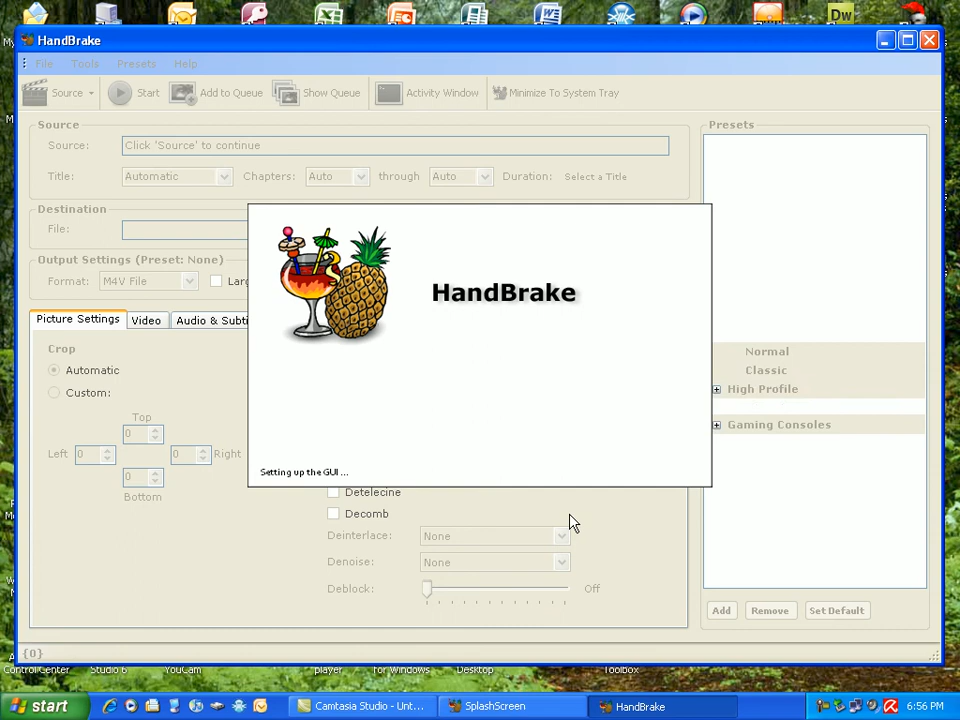 HandBrake
File Tools Presets Help
Source Start Add to Queue Show Queue Activity Window Minimize To System Tray
Source
Source: Click 'Source' to continue
Title: Automatic Chapters: Auto through Auto Duration: Select a Title
Destination
File:
Output Settings (Preset: None)
Format: M4V File
Picture Settings Video
Crop
Automatic
Custom:
Top
0
Left 0 0 Right
0
Bottom
HandBrake
Setting up the GUI ...
Detelecine
Decomb
Deinterlace: None
Denoise: None
Deblock: Off
Presets
Normal
Classic
High Profile
Gaming Consoles
Add Remove Set Default
{0}
Studio 6 YouCam player for Windows Desktop Toolbox
start Camtasia Studio - Unt... SplashScreen HandBrake 6:56 PM